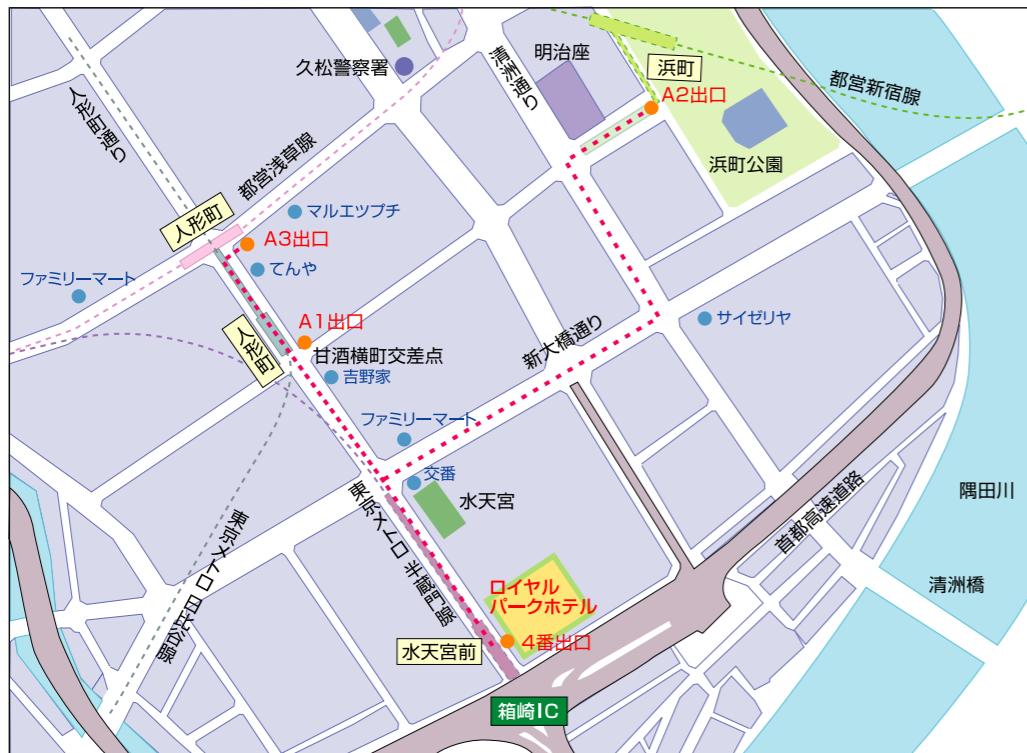 久松警察署
清洲通り
明治座
浜町
A2出口
都営新宿腺
浜町公園
人形町通り
都営浅草腺
人形町
マルエツプチ
A3出口
てんや
ファミリーマート
A1出口
甘酒横町交差点
人形町
吉野家
新大橋通り
サイゼリヤ
ファミリーマート
交番
水天宮
東京メトロ半蔵門腺
東京メトロ日比谷腺
首都高速道路
隅田川
清洲橋
ロイヤル
パークホテル
4番出口
水天宮前
箱崎IC